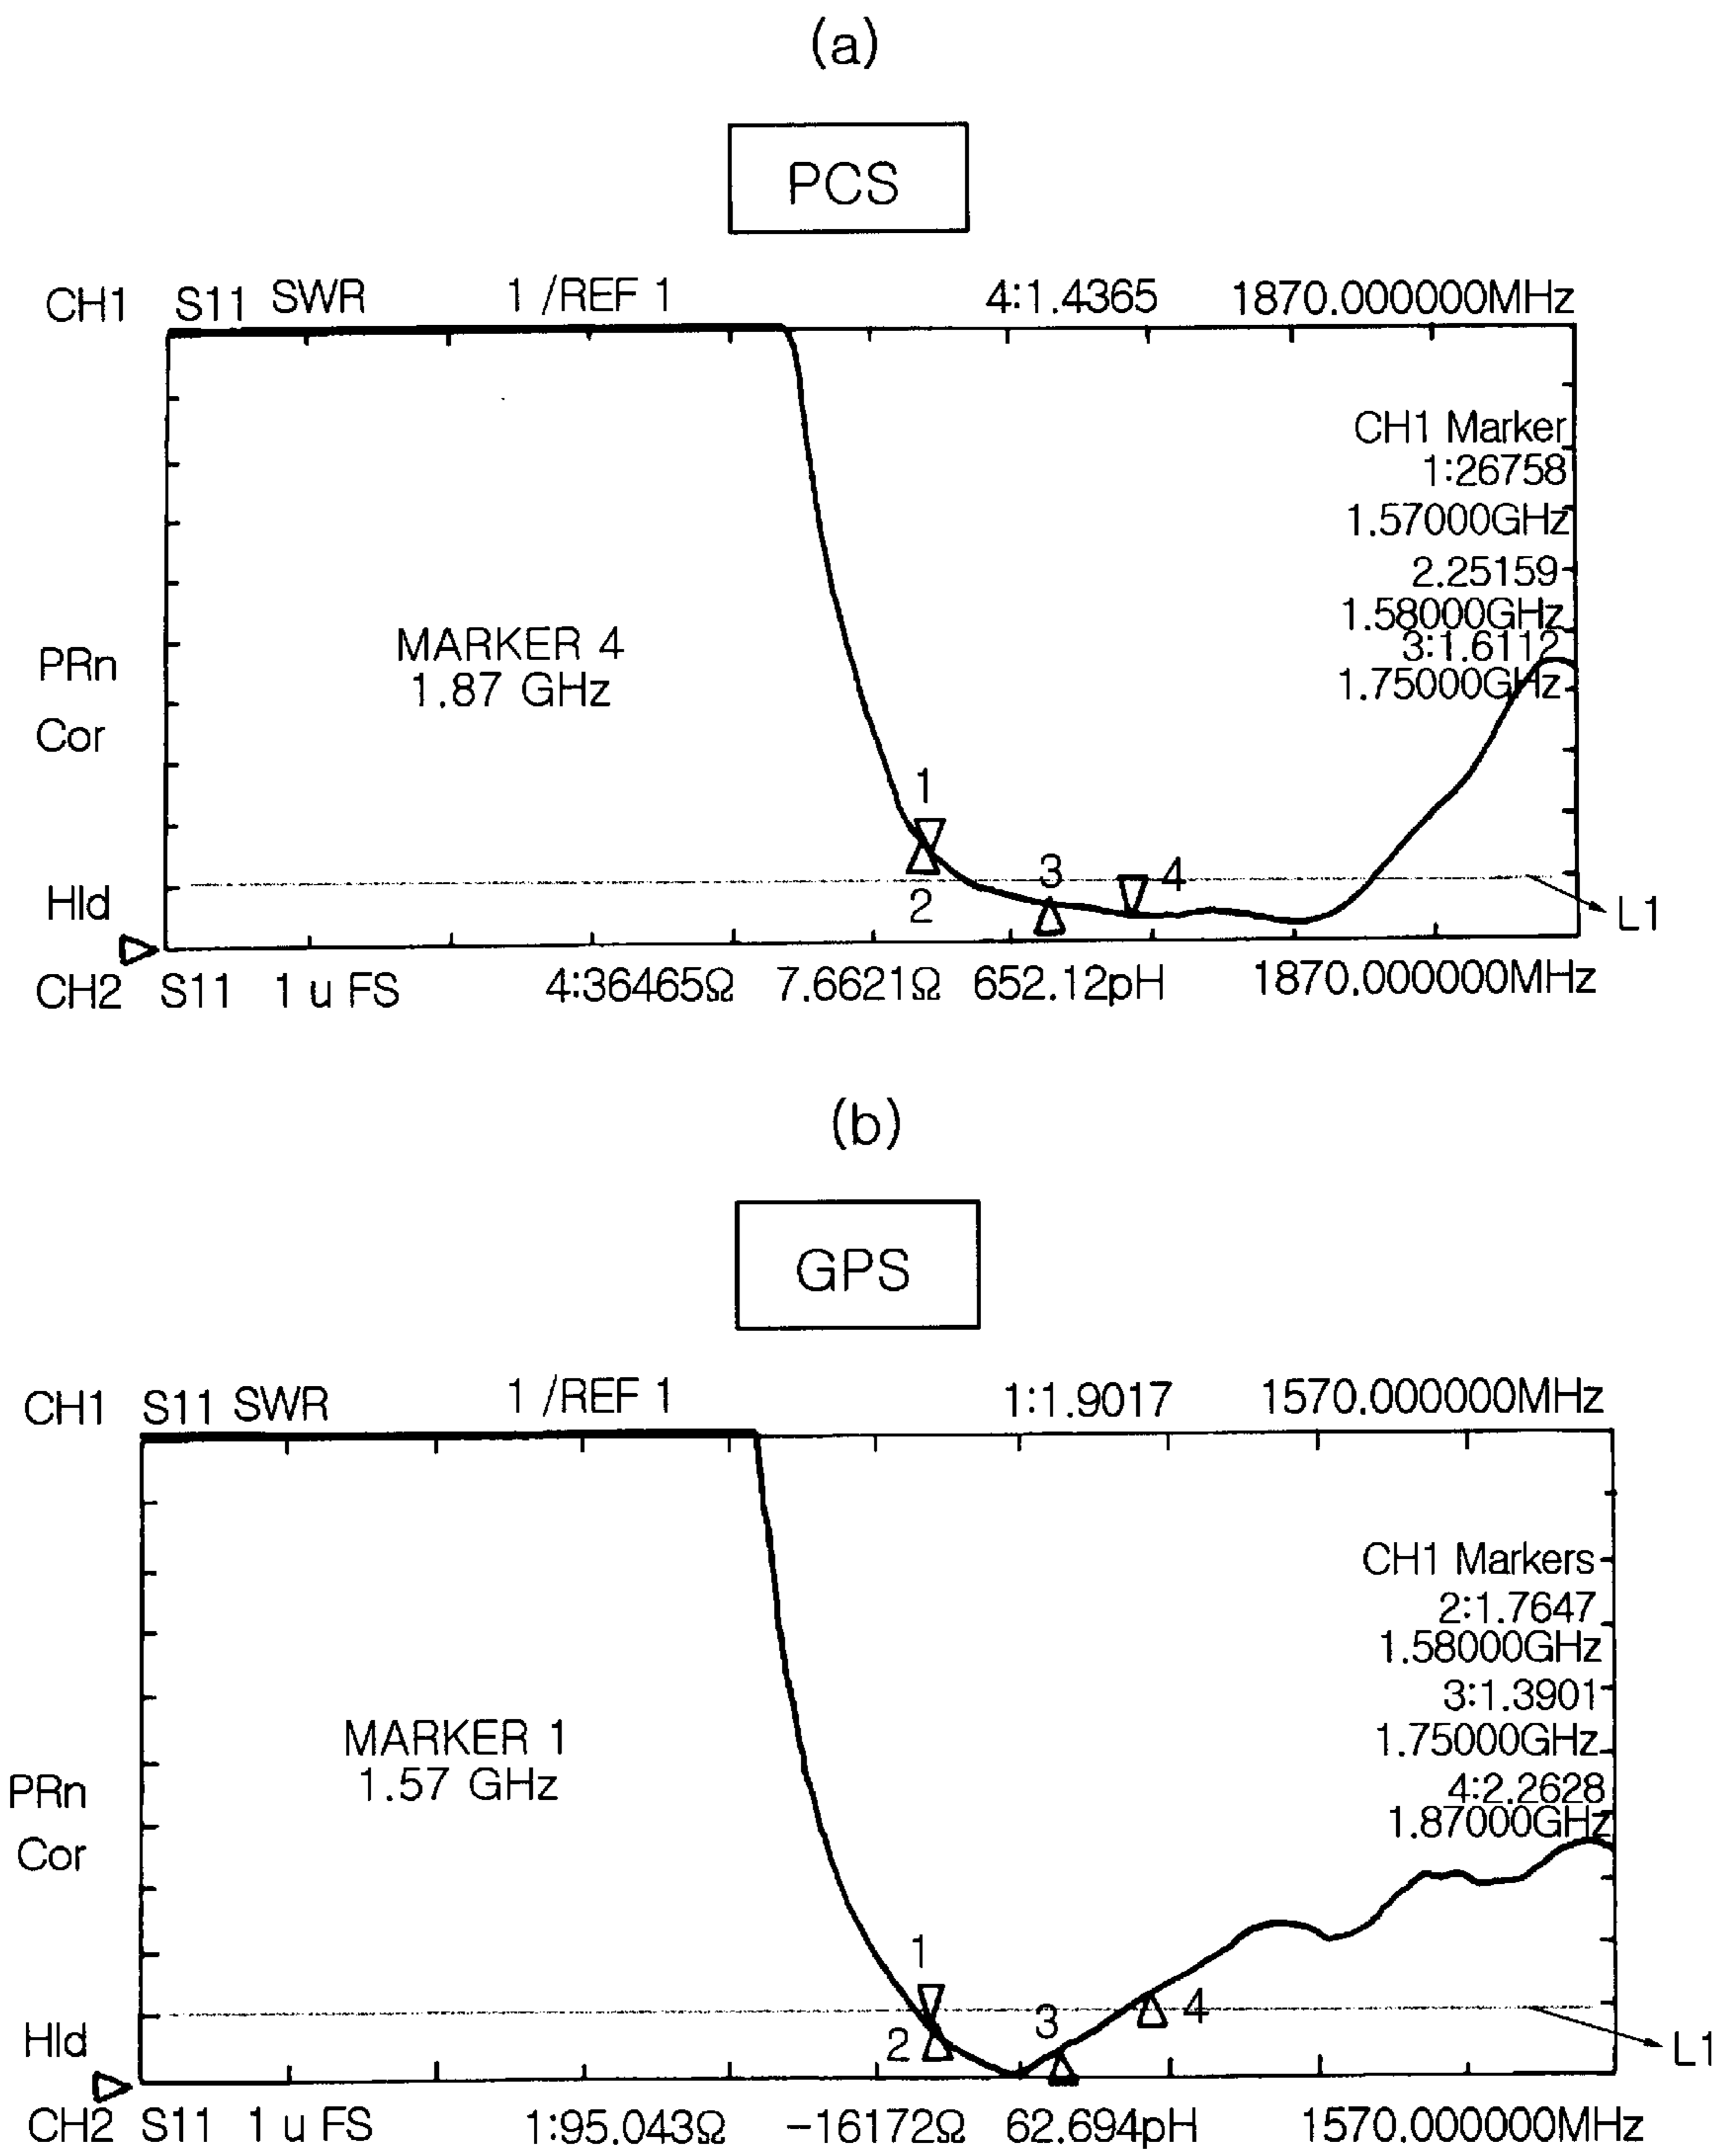 (a)
PCS
CH1 S11 SWR 1 /REF 1 4:1.4365 1870.000000MHz
CH1 Marker
1:26758
1.57000GHz
2.25159
1.58000GHz
3:1.6112
1.75000GHz
MARKER 4
1.87 GHz
PRn
Cor
1
3 4
2
Hld
L1
CH2 S11 1 u FS 4:36465Ω 7.6621Ω 652.12pH 1870.000000MHz
(b)
GPS
CH1 S11 SWR 1 /REF 1 1:1.9017 1570.000000MHz
CH1 Markers
2:1.7647
1.58000GHz
3:1.3901
1.75000GHz
4:2.2628
1.87000GHz
MARKER 1
1.57 GHz
PRn
Cor
1
3 4
2
Hld
L1
CH2 S11 1 u FS 1:95.043Ω -16172Ω 62.694pH 1570.000000MHz